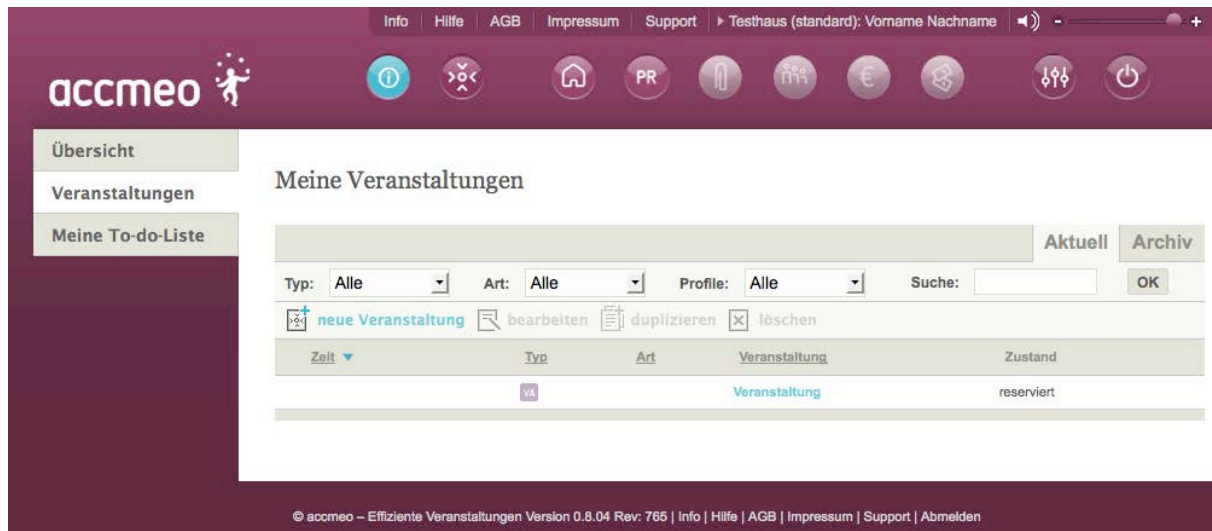 Info Hilfe AGB Impressum Support Testhaus (standard): Vorname Nachname - +
accmeo PR €
Übersicht
Veranstaltungen
Meine To-do-Liste
Meine Veranstaltungen
Aktuell Archiv
Typ: Alle Art: Alle Profile: Alle Suche: OK
neue Veranstaltung bearbeiten duplizieren löschen
Zeit Typ Art Veranstaltung Zustand
VA Veranstaltung reserviert
© accmeo – Effiziente Veranstaltungen Version 0.8.04 Rev: 765 | Info | Hilfe | AGB | Impressum | Support | Abmelden